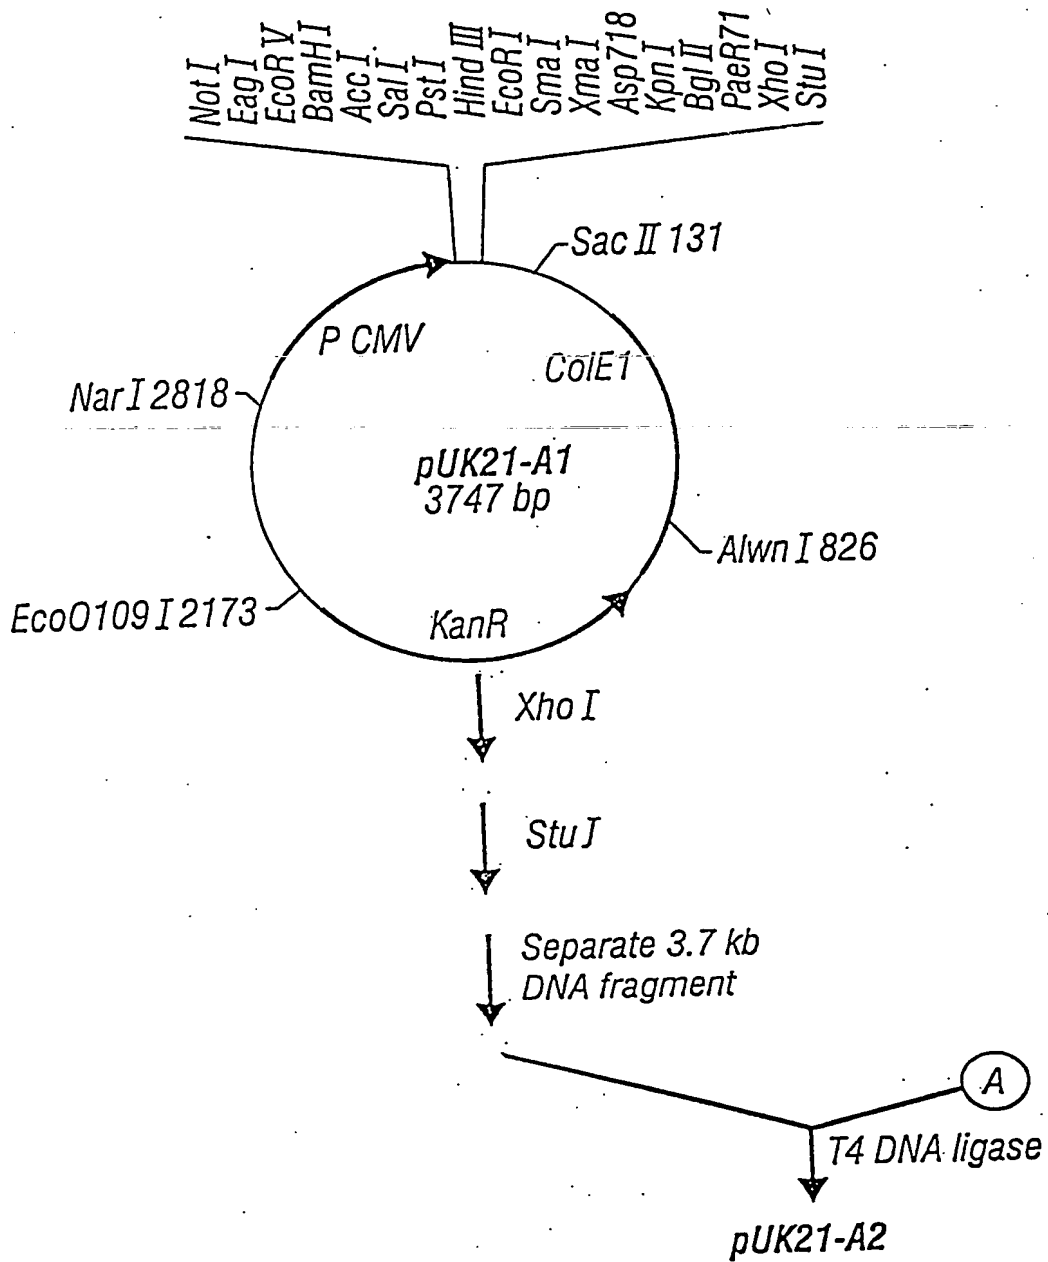 Not I
Eag I
EcoR V
BamH I
Acc I
Sal I
Pst I
Hind III
EcoR I
Sma I
Xma I
Asp718
Kpn I
Bgl II
PaeR71
Xho I
Stu I
Sac II 131
P CMV
ColE1
Nar I 2818
pUK21-A1
3747 bp
Alwn I 826
EcoO109 I 2173
KanR
Xho I
Stu I
Separate 3.7 kb
DNA fragment
A
T4 DNA ligase
pUK21-A2